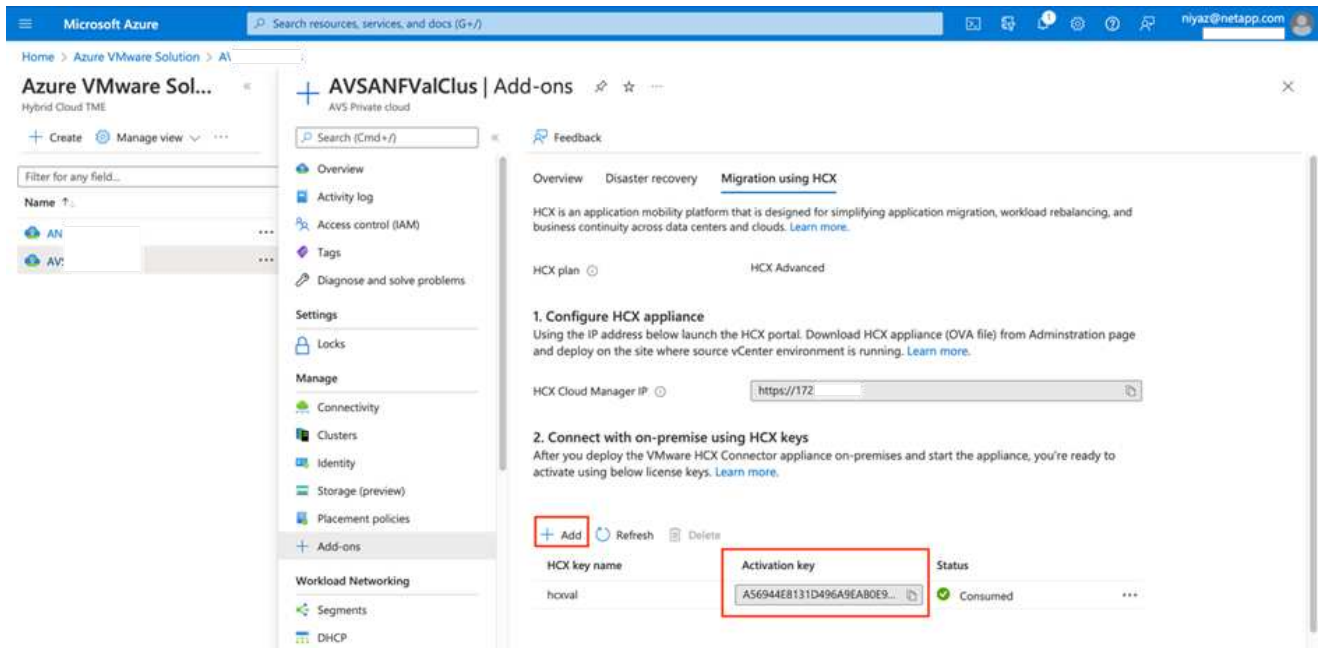 Microsoft Azure
Search resources, services, and docs (G+/)
1
niyaz@netapp.com
Home > Azure VMware Solution > A
Azure VMware Sol...
Hybrid Cloud TME
+ Create
Manage view
...
Filter for any field...
Name ↑
AN
...
AVS
...
AVSANFValClus | Add-ons
...
AVS Private cloud
Search (Cmd+/)
Overview
Activity log
Access control (IAM)
Tags
Diagnose and solve problems
Settings
Locks
Manage
Connectivity
Clusters
Identity
Storage (preview)
Placement policies
Add-ons
Workload Networking
Segments
DHCP
Feedback
Overview Disaster recovery Migration using HCX
HCX is an application mobility platform that is designed for simplifying application migration, workload rebalancing, and
business continuity across data centers and clouds. Learn more.
HCX plan HCX Advanced
1. Configure HCX appliance
Using the IP address below launch the HCX portal. Download HCX appliance (OVA file) from Adminstration page
and deploy on the site where source vCenter environment is running. Learn more.
HCX Cloud Manager IP https://172
2. Connect with on-premise using HCX keys
After you deploy the VMware HCX Connector appliance on-premises and start the appliance, you're ready to
activate using below license keys. Learn more.
+ Add Refresh Delete
HCX key name Activation key Status
hcxval A56944E8131D496A9EAB0E9... Consumed ...